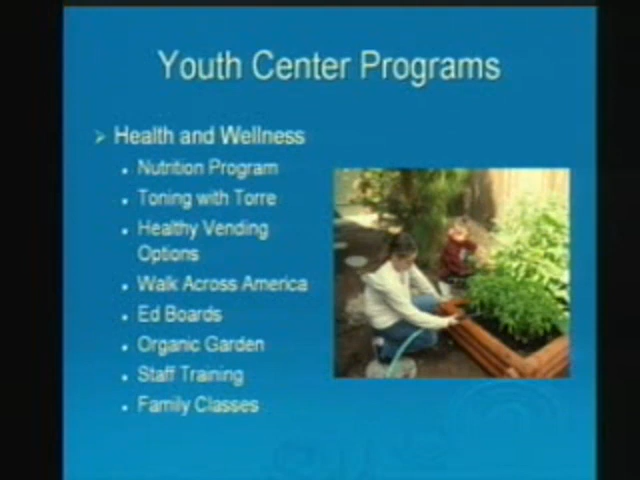 Youth Center Programs
Health and Wellness
Nutrition Program
Toning with Torre
Healthy Vending
Options
Walk Across America
Ed Boards
Organic Garden
Staff Training
Family Classes